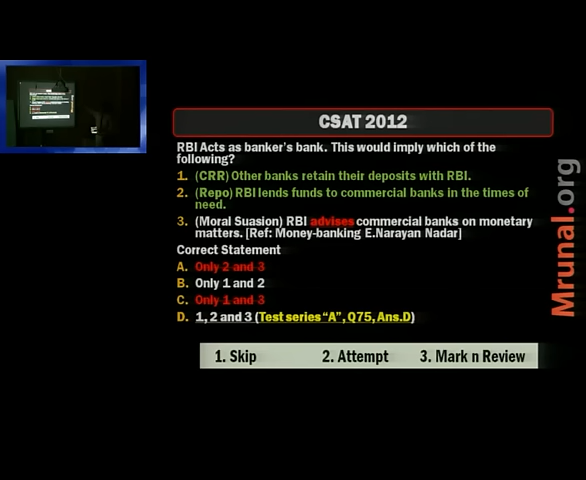 CSAT 2012
RBI Acts as banker's bank. This would imply which of the
following?
1. (CRR) Other banks retain their deposits with RBI.
2. (Repo) RBI lends funds to commercial banks in the times of
need.
3. (Moral Suasion) RBI advises commercial banks on monetary
matters. [Ref: Money-banking E.Narayan Nadar]
Correct Statement
A. Only 2 and 3
B. Only 1 and 2
C. Only 1 and 3
D. 1, 2 and 3 (Test series "A", Q75, Ans.D)
1. Skip 2. Attempt 3. Mark n Review
Mrunal.org